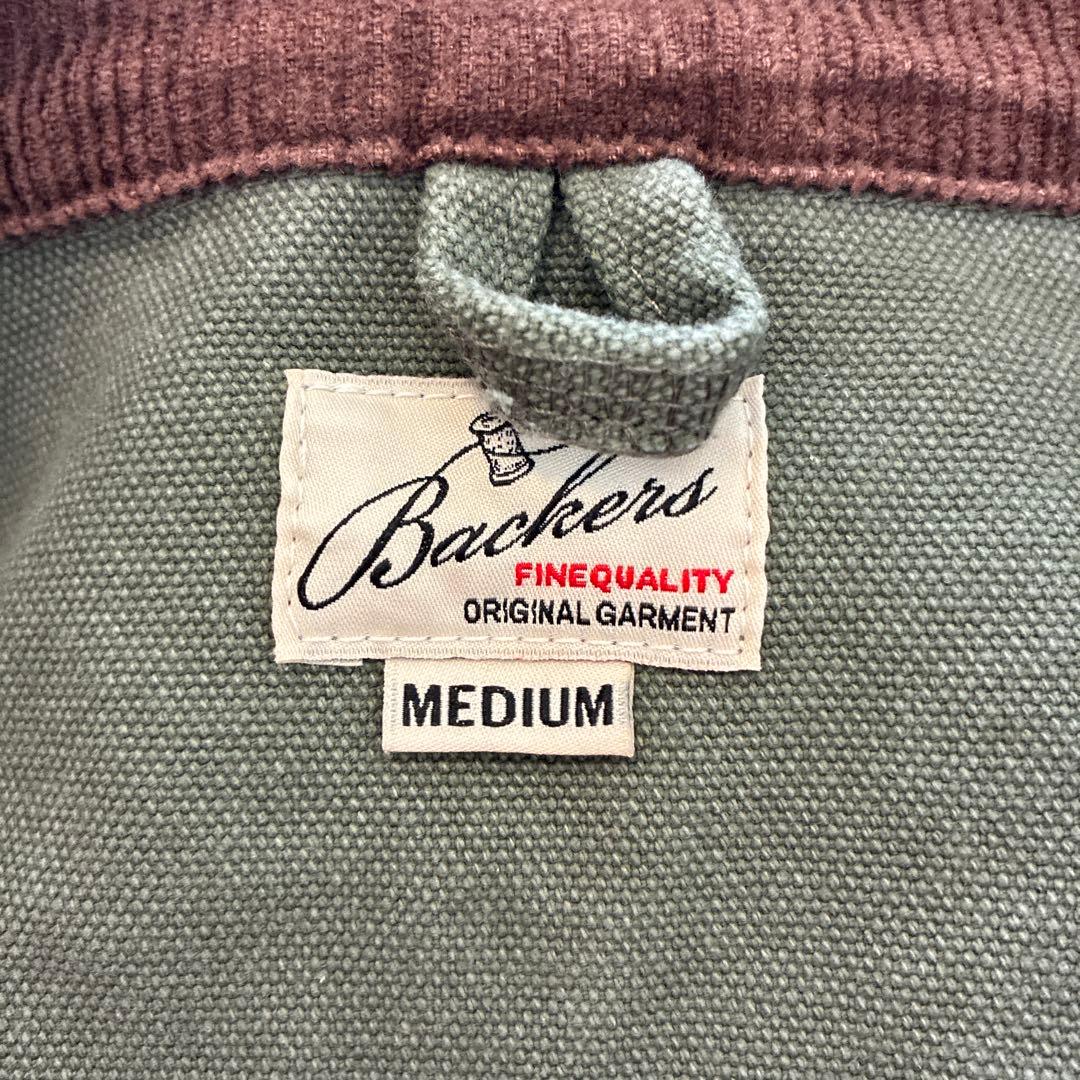 Backers
FINEQUALITY
ORIGINAL GARMENT
MEDIUM